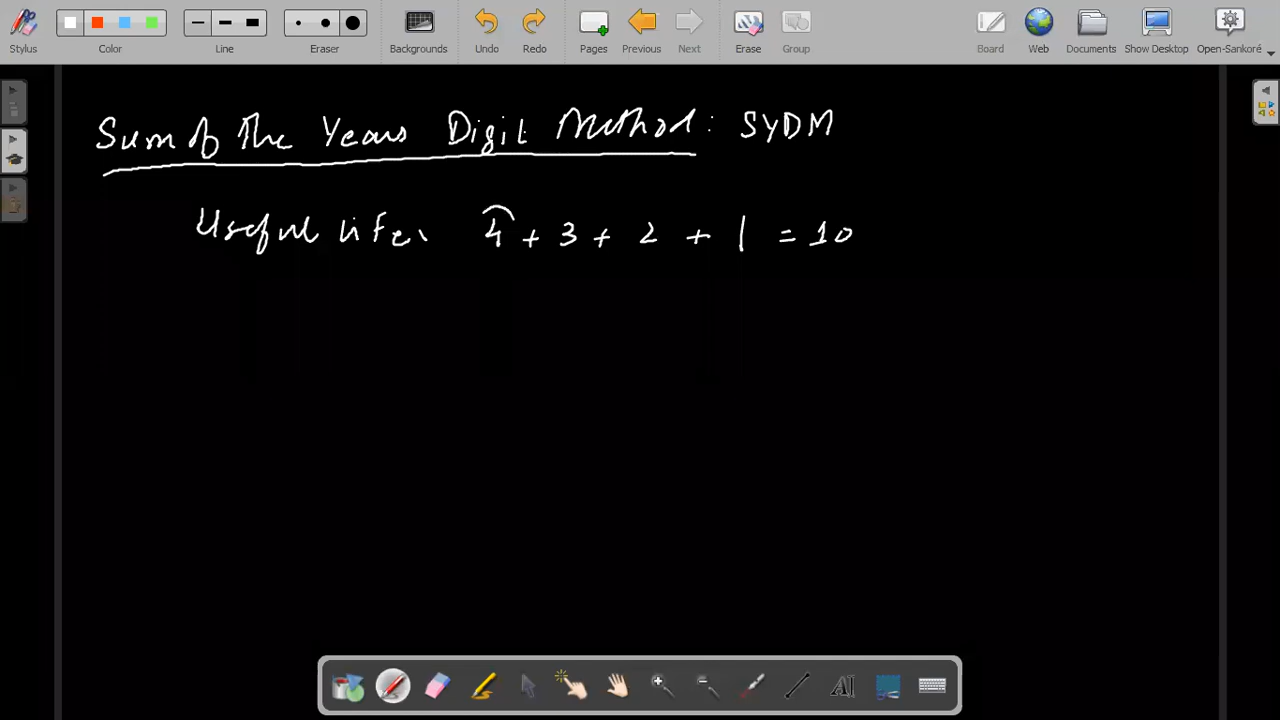 Stylus
Color
Line
Eraser
Backgrounds
Undo
Redo
Pages
Previous
Next
Erase
Group
Board
Web
Documents
Show Desktop
Open-Sankoré
Sum of The Years Digit Method: SYDM
Useful Life: 4 + 3 + 2 + 1 = 10
AI